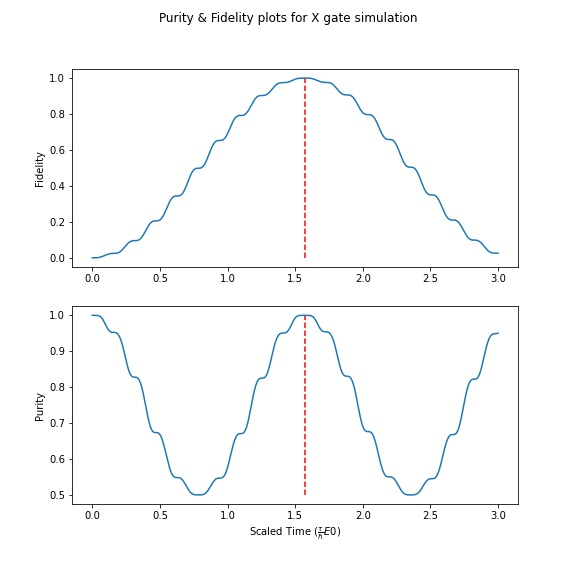 Purity & Fidelity plots for X gate simulation
1.0
0.8
0.6
0.4
0.2
0.0
Fidelity
0.0 0.5 1.0 1.5 2.0 2.5 3.0
1.0
0.9
0.8
0.7
0.6
0.5
Purity
0.0 0.5 1.0 1.5 2.0 2.5 3.0
Scaled Time (τ/ħ E0)